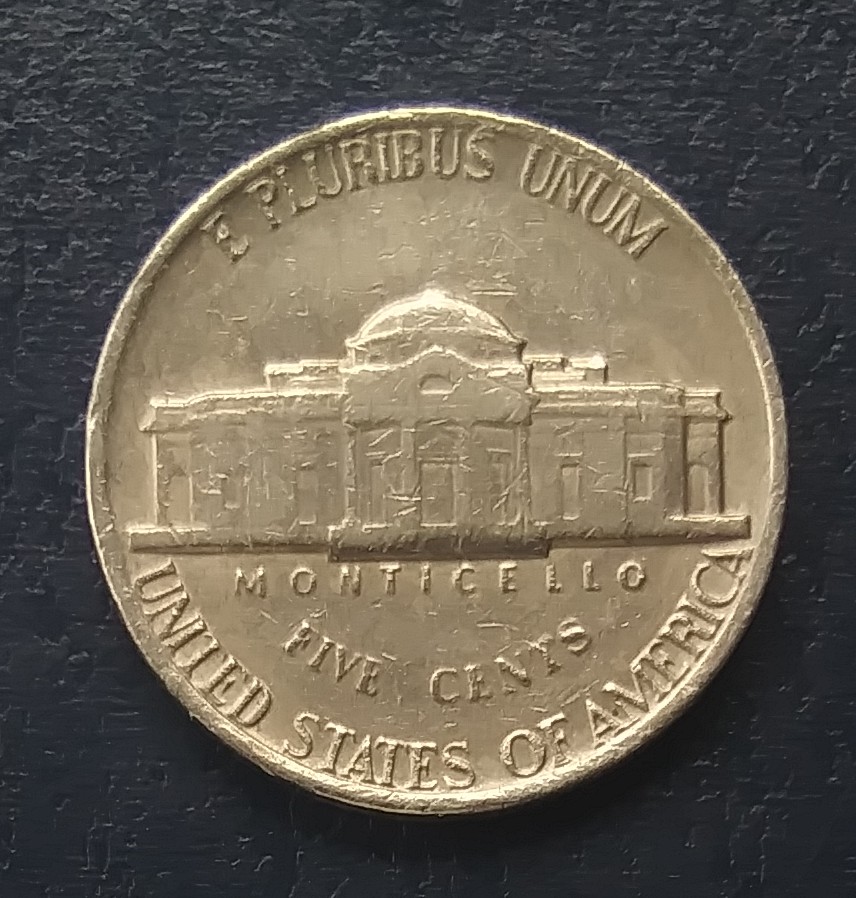 E PLURIBUS UNUM
MONTICELLO
FIVE CENTS
UNITED STATES OF AMERICA